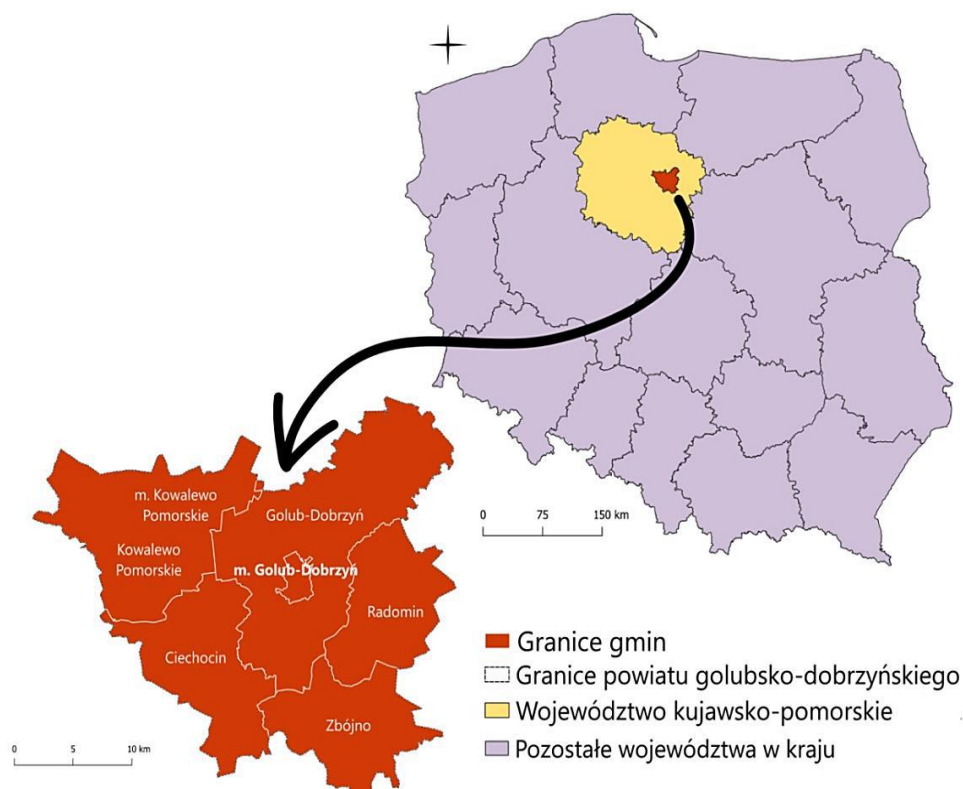 0 75 150 km
m. Kowalewo
Pomorskie
Golub-Dobrzyń
Kowalewo
Pomorskie
m. Golub-Dobrzyń
Radomin
Ciechocin
Zbójno
0 5 10 km
Granice gmin
Granice powiatu golubsko-dobrzyńskiego
Województwo kujawsko-pomorskie
Pozostałe województwa w kraju